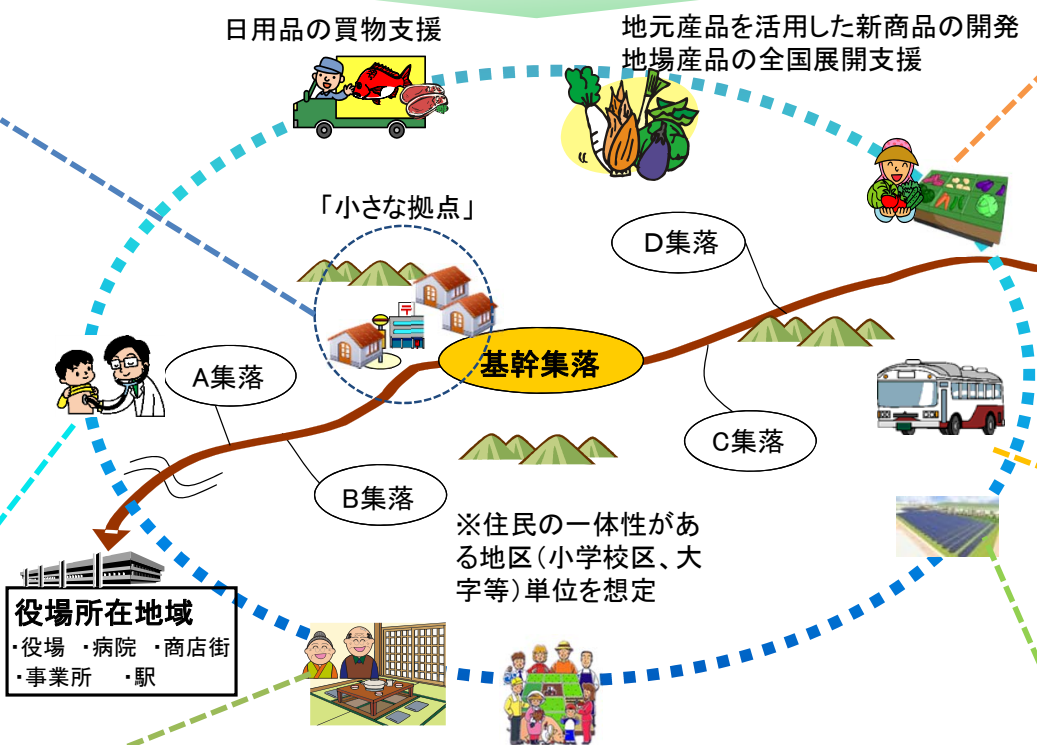 日用品の買物支援
地元産品を活用した新商品の開発
地場産品の全国展開支援
「小さな拠点」
〒
D集落
基幹集落
A集落
C集落
B集落
※住民の一体性があ
る地区(小学校区、大
字等)単位を想定
役場所在地域
・役場 ・病院 ・商店街
・事業所 ・駅